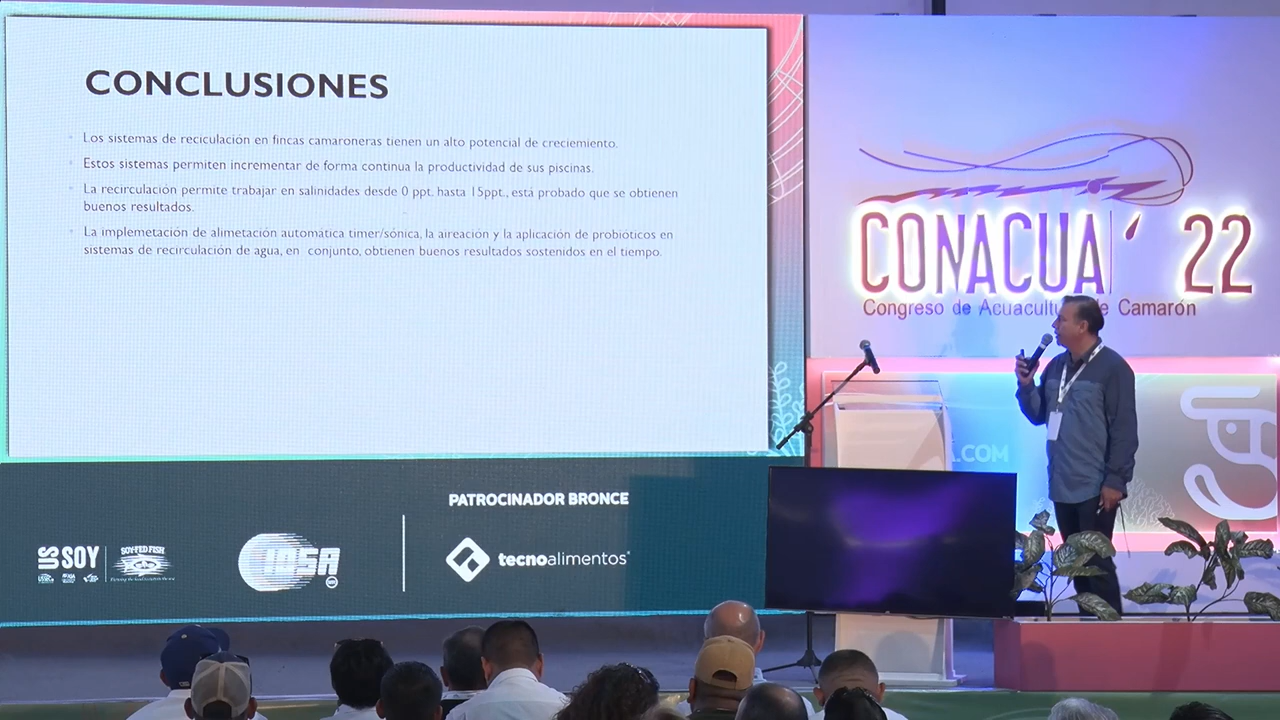 CONCLUSIONES
Los sistemas de reciculación en fincas camaroneras tienen un alto potencial de creciemiento.
Estos sistemas permiten incrementar de forma continua la productividad de sus piscinas.
La recirculación permite trabajar en salinidades desde 0 ppt. hasta 15ppt., está probado que se obtienen
buenos resultados.
La implemetación de alimetación automática timer/sónica, la aireación y la aplicación de probióticos en
sistemas de recirculación de agua, en conjunto, obtienen buenos resultados sostenidos en el tiempo.
CONACUA' 22
Congreso de Acuacultu e Camarón
.COM
PATROCINADOR BRONCE
US SOY
SOY-FED FISH
tecnoalimentos